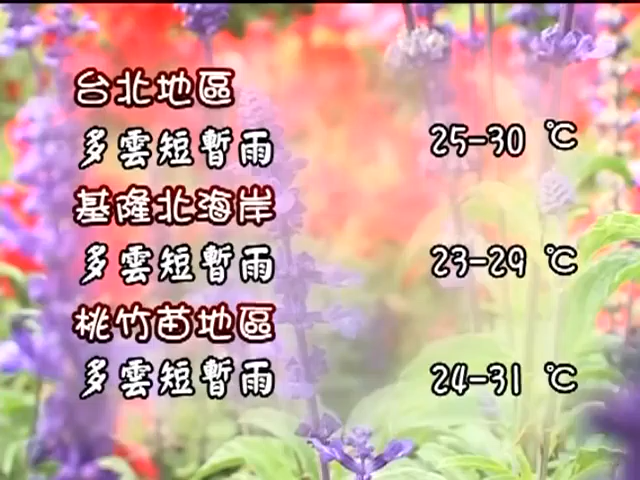 台北地區
多雲短暫雨 25-30 ℃
基隆北海岸
多雲短暫雨 23-29 ℃
桃竹苗地區
多雲短暫雨 24-31 ℃